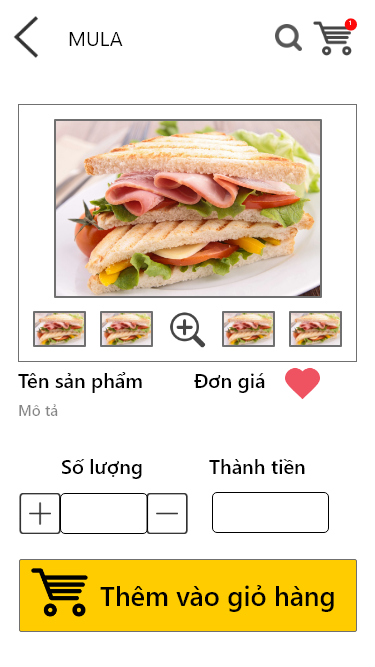 MULA
1
Tên sản phẩm Đơn giá
Mô tả
Số lượng Thành tiền
Thêm vào giỏ hàng